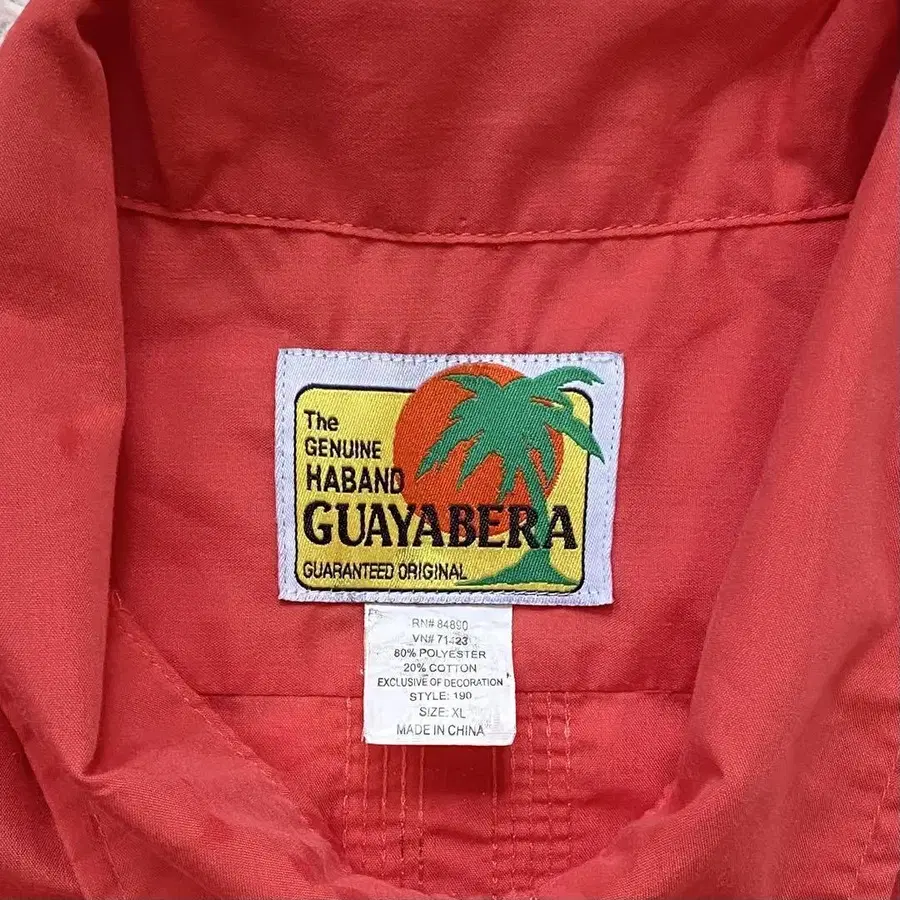 The
GENUINE
HABAND
GUAYABERA
GUARANTEED ORIGINAL
RN# 84890
VN# 71423
80% POLYESTER
20% COTTON
EXCLUSIVE OF DECORATION
STYLE: 190
SIZE: XL
MADE IN CHINA